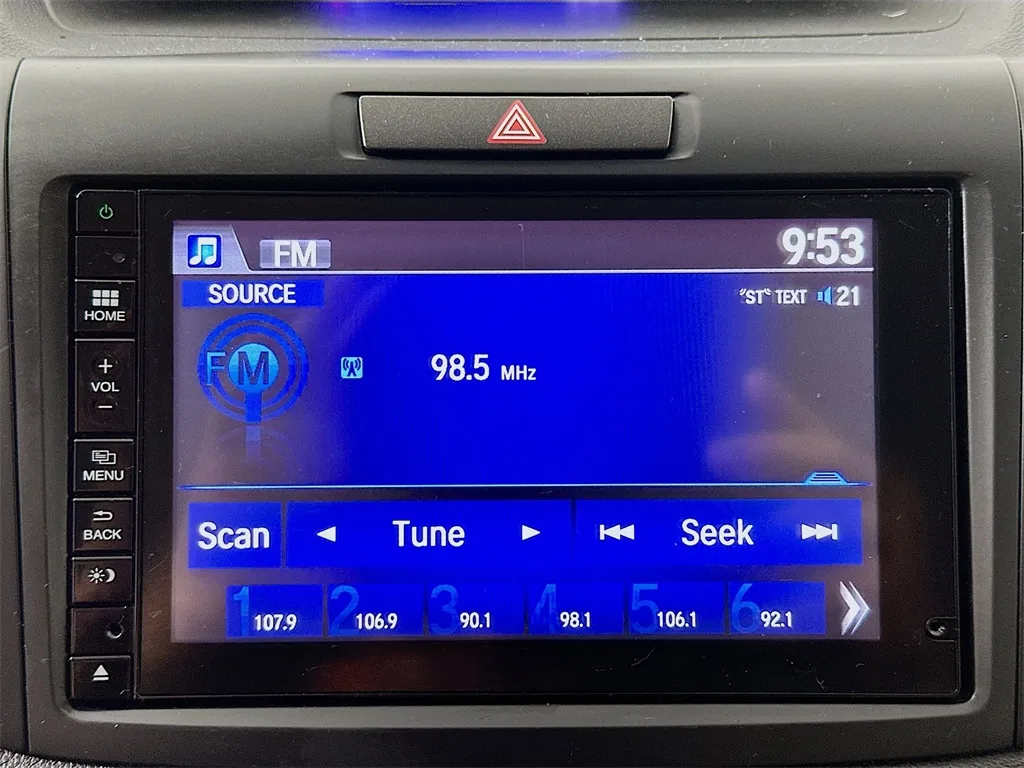 FM 9:53
SOURCE "ST" TEXT 21
HOME
FM 98.5 MHz
+
VOL
−
MENU
Scan Tune Seek
BACK
1 107.9 2 106.9 3 90.1 4 98.1 5 106.1 6 92.1